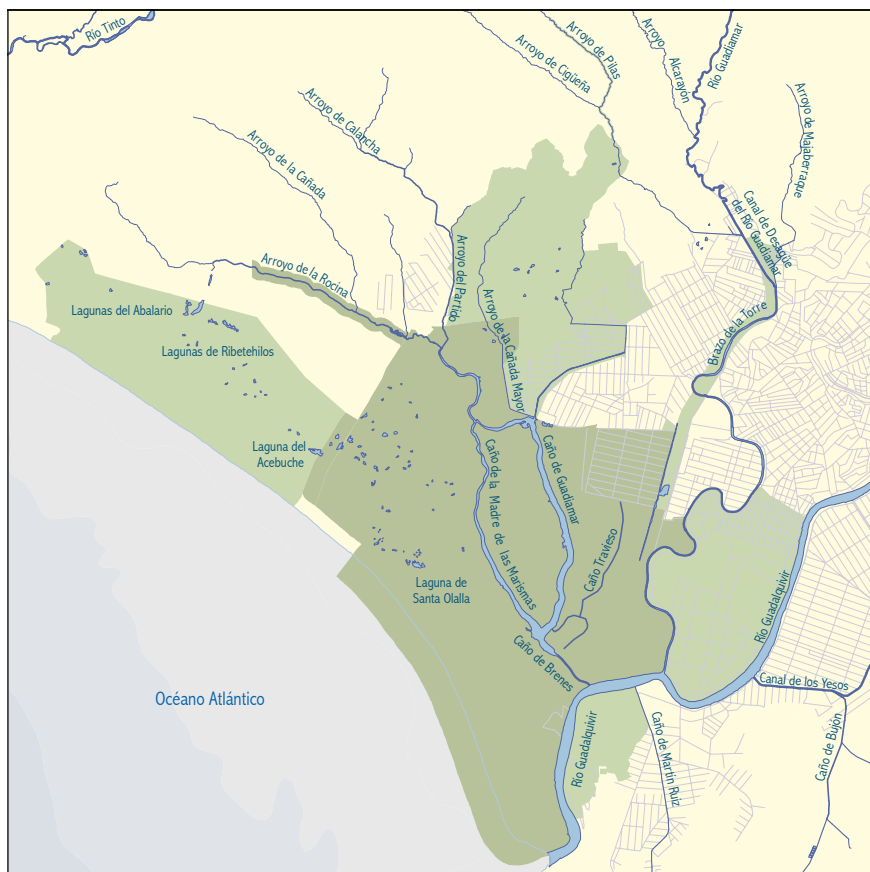 Río Tinto
Arroyo de Cigüeña
Arroyo de Pilas
Arroyo
Alcarayón
Río Guadiamar
Arroyo de Majaberraque
Arroyo de Calancha
Arroyo de la Cañada
Canal de Desagüe
del Río Guadiamar
Arroyo de la Rocina
Arroyo del Partido
Arroyo de la Cañada Mayor
Lagunas del Abalario
Lagunas de Ribetehilos
Brazo de la Torre
Laguna del
Acebuche
Caño de la Madre de las Marismas
Caño de Guadiamar
Caño Travieso
Laguna de
Santa Olalla
Río Guadalquivir
Caño de Brenes
Océano Atlántico
Canal de los Yesos
Río Guadalquivir
Caño de Martín Ruiz
Caño de Bujón